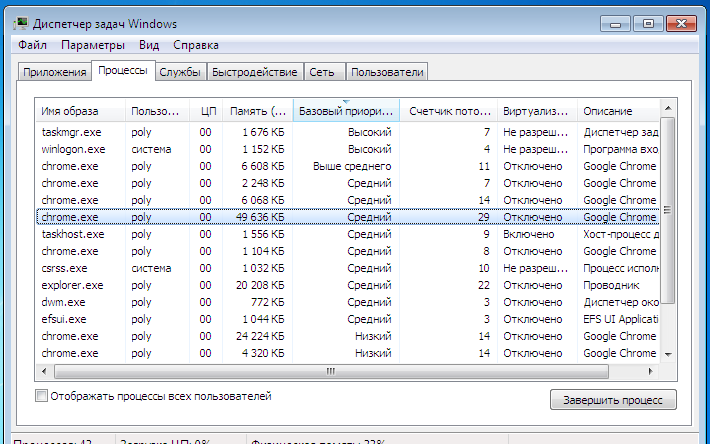 Диспетчер задач Windows
Файл Параметры Вид Справка
Приложения Процессы Службы Быстродействие Сеть Пользователи
Имя образа Пользо... ЦП Память (... Базовый приори... Счетчик пото... Виртуализ... Описание
taskmgr.exe poly 00 1 676 КБ Высокий 7 Не разреш... Диспетчер зад
winlogon.exe система 00 1 152 КБ Высокий 4 Не разреш... Программа вхо
chrome.exe poly 00 6 608 КБ Выше среднего 11 Отключено Google Chrome
chrome.exe poly 00 2 248 КБ Средний 7 Отключено Google Chrome
chrome.exe poly 00 6 068 КБ Средний 14 Отключено Google Chrome
chrome.exe poly 00 49 636 КБ Средний 29 Отключено Google Chrome
taskhost.exe poly 00 1 556 КБ Средний 9 Включено Хост-процесс д
chrome.exe poly 00 1 104 КБ Средний 8 Отключено Google Chrome
csrss.exe система 00 1 032 КБ Средний 10 Не разреш... Процесс испол
explorer.exe poly 00 20 208 КБ Средний 22 Отключено Проводник
dwm.exe poly 00 772 КБ Средний 3 Отключено Диспетчер око
efsui.exe poly 00 1 044 КБ Средний 3 Отключено EFS UI Applicati
chrome.exe poly 00 24 224 КБ Низкий 14 Отключено Google Chrome
chrome.exe poly 00 4 320 КБ Низкий 14 Отключено Google Chrome
Отображать процессы всех пользователей
Завершить процесс